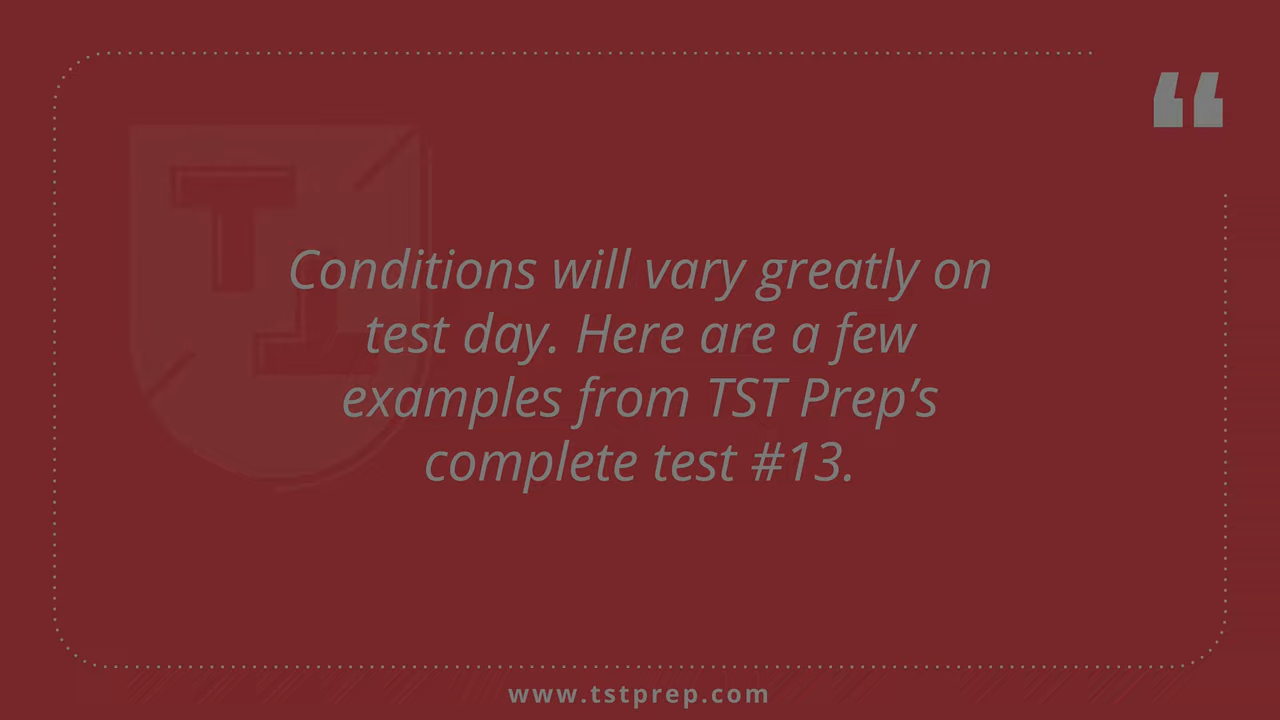 “
Conditions will vary greatly on
test day. Here are a few
examples from TST Prep’s
complete test #13.
www.tstprep.com